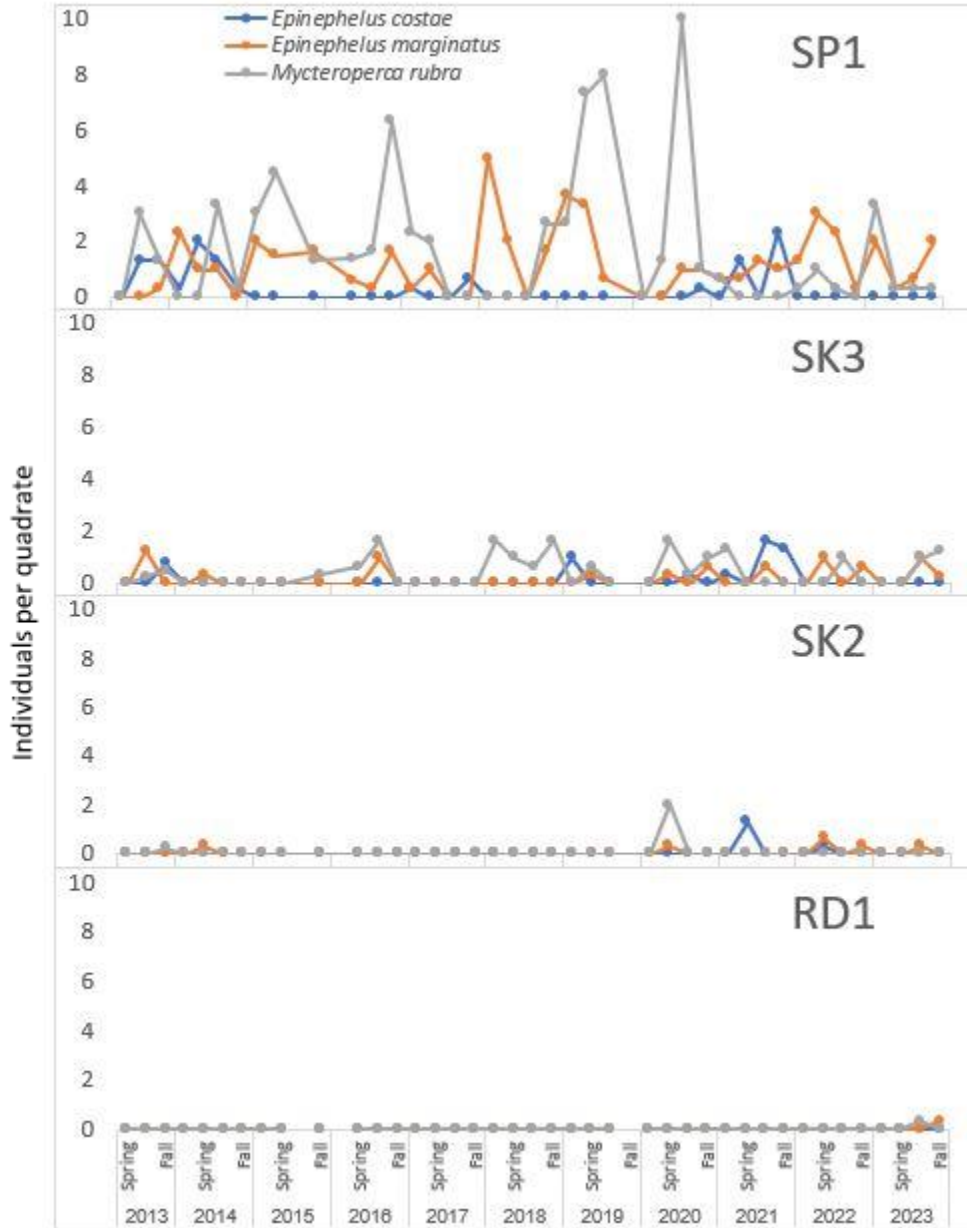 10
8
6
4
2
0
Epinephelus costae
Epinephelus marginatus
Mycteroperca rubra
SP1
10
8
6
4
2
0
SK3
Individuals per quadrate
10
8
6
4
2
0
SK2
10
8
6
4
2
0
RD1
Spring Fall Spring Fall Spring Fall Spring Fall Spring Fall Spring Fall Spring Fall Spring Fall Spring Fall Spring Fall Spring Fall
2013 2014 2015 2016 2017 2018 2019 2020 2021 2022 2023